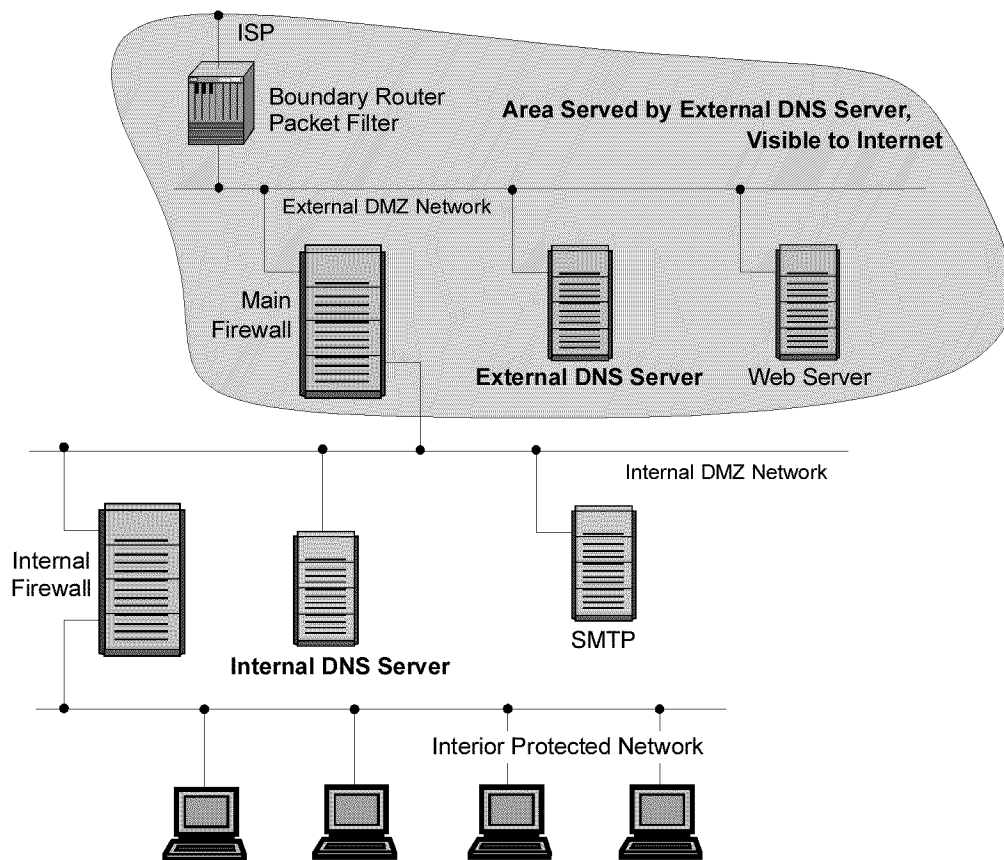 ISP
Boundary Router
Packet Filter
Area Served by External DNS Server,
Visible to Internet
External DMZ Network
Main
Firewall
External DNS Server
Web Server
Internal DMZ Network
Internal
Firewall
Internal DNS Server
SMTP
Interior Protected Network